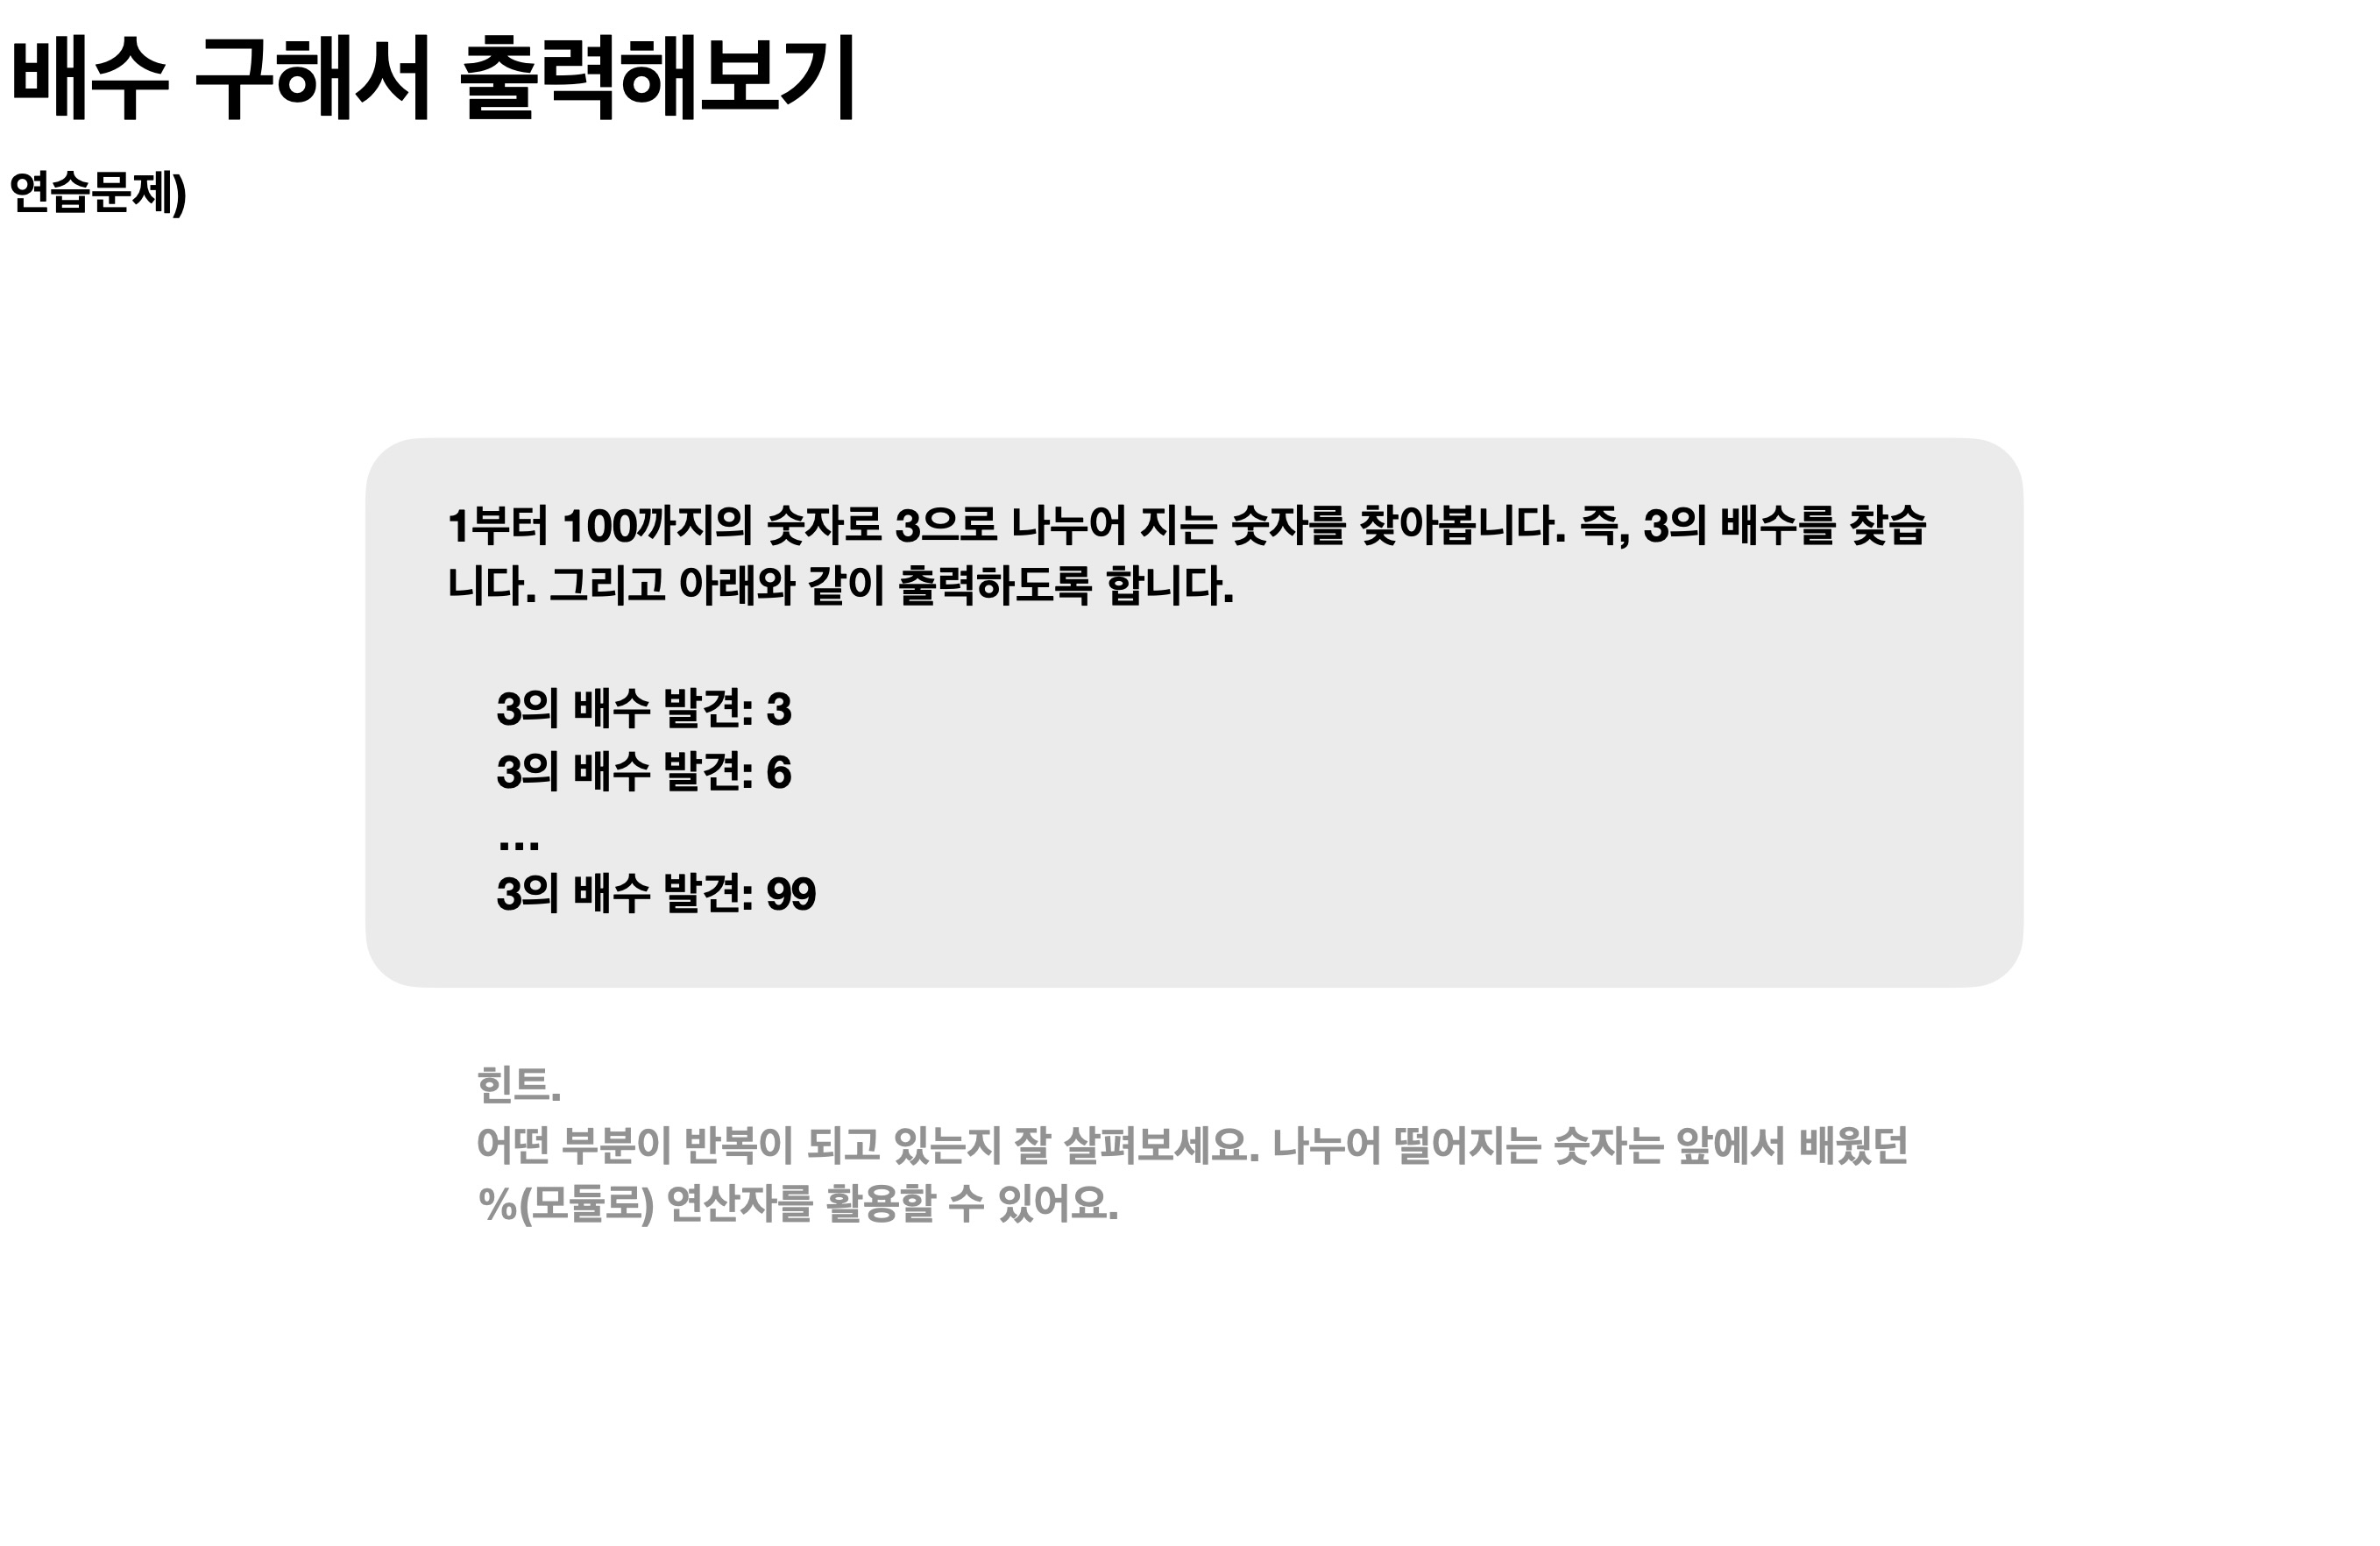 배수 구해서 출력해보기
연습문제)
1부터 100까지의 숫자로 3으로 나누어 지는 숫자를 찾아봅니다. 즉, 3의 배수를 찾습
니다. 그리고 아래와 같이 출력하도록 합니다.
3의 배수 발견: 3
3의 배수 발견: 6
...
3의 배수 발견: 99
힌트.
어떤 부분이 반복이 되고 있는지 잘 살펴보세요. 나누어 떨어지는 숫자는 앞에서 배웠던
%(모듈로) 연산자를 활용할 수 있어요.